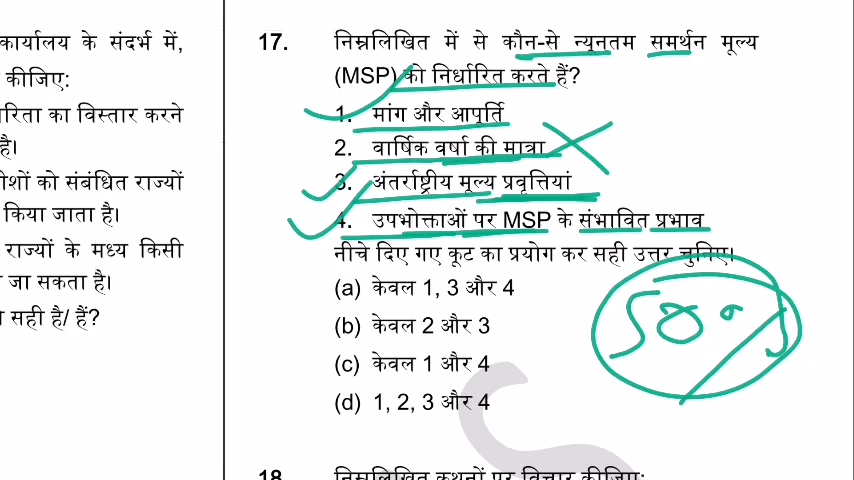 कार्यालय के संदर्भ में,
कीजिए:
रिता का विस्तार करने
है।
शों को संबंधित राज्यों
किया जाता है।
राज्यों के मध्य किसी
जा सकता है।
सही है/ हैं?
17. निम्नलिखित में से कौन-से न्यूनतम समर्थन मूल्य
(MSP) को निर्धारित करते हैं?
1. मांग और आपूर्ति
2. वार्षिक वर्षा की मात्रा
3. अंतर्राष्ट्रीय मूल्य प्रवृत्तियां
4. उपभोक्ताओं पर MSP के संभावित प्रभाव
नीचे दिए गए कूट का प्रयोग कर सही उत्तर चुनिए।
(a) केवल 1, 3 और 4
(b) केवल 2 और 3
(c) केवल 1 और 4
(d) 1, 2, 3 और 4
18. निम्नलिखित कथनों पर विचार कीजिए: